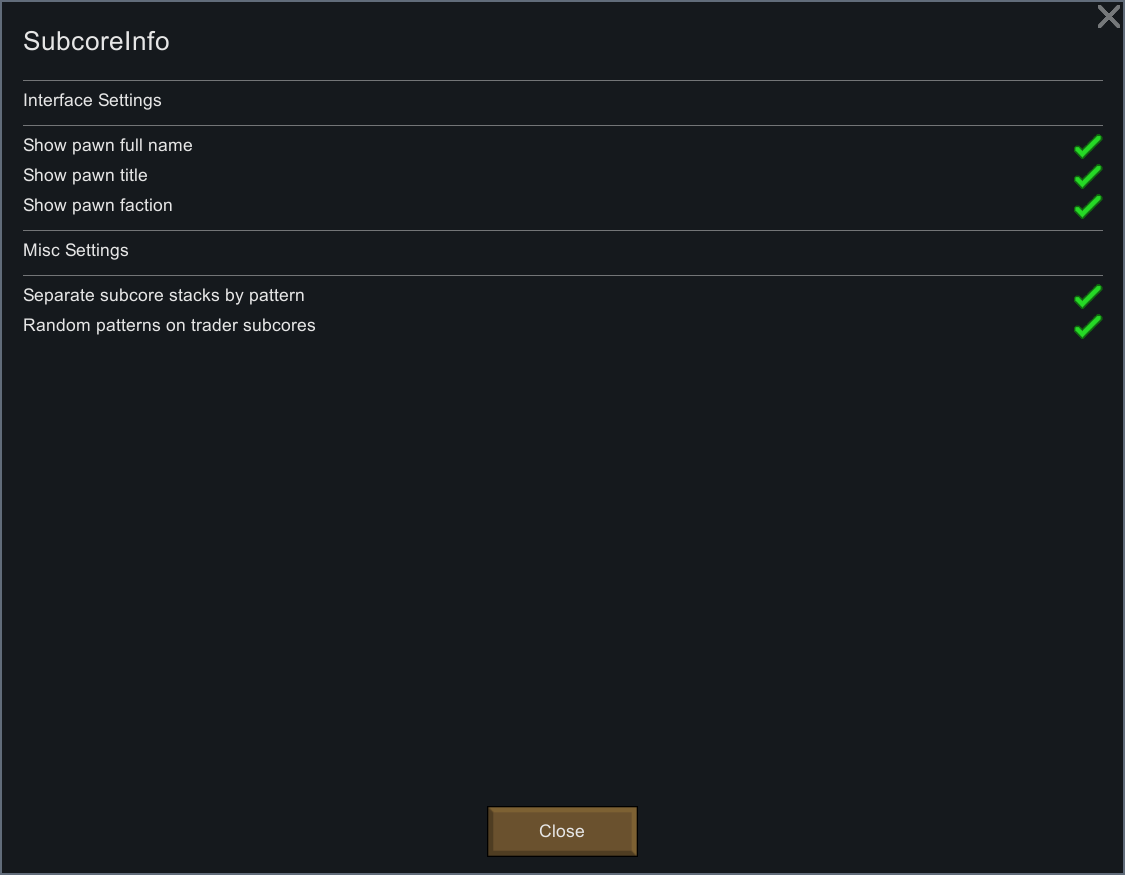 SubcoreInfo
Interface Settings
Show pawn full name
Show pawn title
Show pawn faction
Misc Settings
Separate subcore stacks by pattern
Random patterns on trader subcores
Close